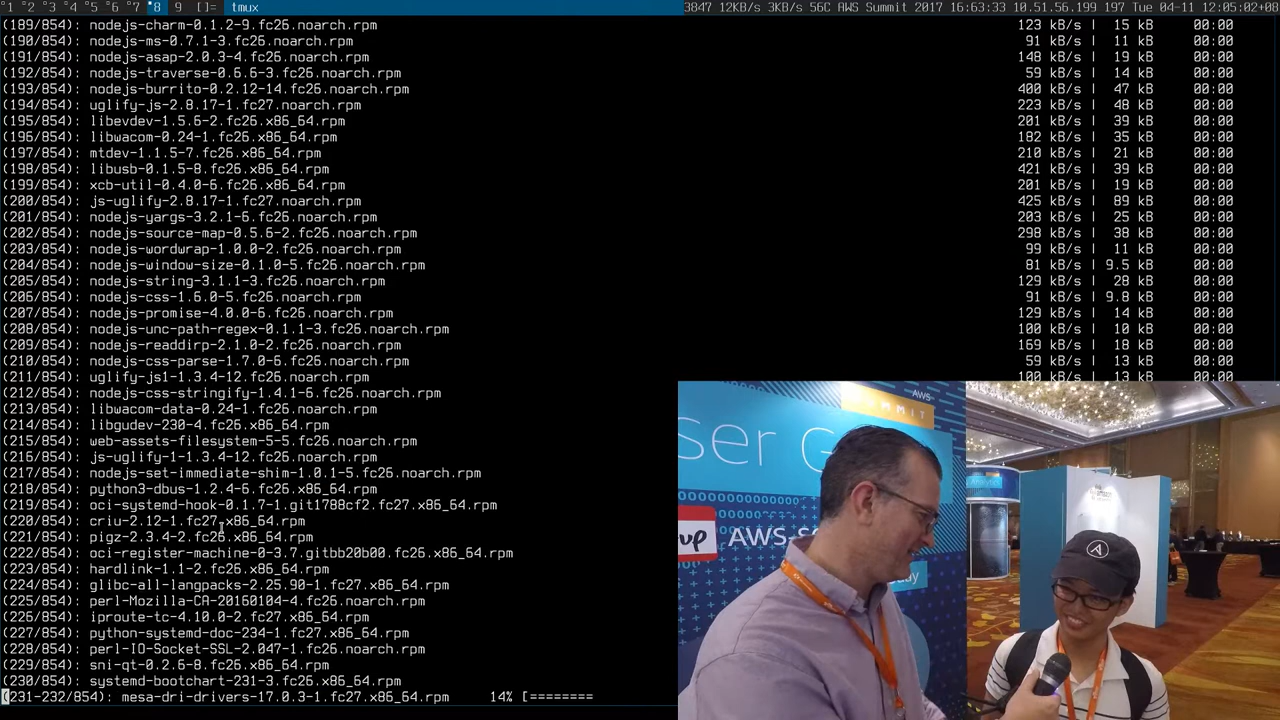 °1 °2 °3 °4 °5 °6 °7 °8 9 []= tmux 3847 12KB/s 3KB/s 56C AWS Summit 16:63:33 10.51.56.199 197 Tue 04-11 12:05:02+08
(189/854): nodejs-charm-0.1.2-9.fc26.noarch.rpm 123 kB/s | 15 kB 00:00
(190/854): nodejs-ms-0.7.1-3.fc26.noarch.rpm 91 kB/s | 11 kB 00:00
(191/854): nodejs-asap-2.0.3-4.fc26.noarch.rpm 148 kB/s | 19 kB 00:00
(192/854): nodejs-traverse-0.6.6-3.fc26.noarch.rpm 59 kB/s | 14 kB 00:00
(193/854): nodejs-burrito-0.2.12-14.fc26.noarch.rpm 400 kB/s | 47 kB 00:00
(194/854): uglify-js-2.8.17-1.fc27.noarch.rpm 223 kB/s | 48 kB 00:00
(195/854): libevdev-1.5.6-2.fc26.x86_64.rpm 201 kB/s | 39 kB 00:00
(196/854): libwacom-0.24-1.fc26.x86_64.rpm 182 kB/s | 35 kB 00:00
(197/854): mtdev-1.1.5-7.fc26.x86_64.rpm 210 kB/s | 21 kB 00:00
(198/854): libusb-0.1.5-8.fc26.x86_64.rpm 421 kB/s | 39 kB 00:00
(199/854): xcb-util-0.4.0-6.fc26.x86_64.rpm 201 kB/s | 19 kB 00:00
(200/854): js-uglify-2.8.17-1.fc27.noarch.rpm 425 kB/s | 89 kB 00:00
(201/854): nodejs-yargs-3.2.1-6.fc26.noarch.rpm 203 kB/s | 25 kB 00:00
(202/854): nodejs-source-map-0.5.6-2.fc26.noarch.rpm 298 kB/s | 38 kB 00:00
(203/854): nodejs-wordwrap-1.0.0-2.fc26.noarch.rpm 99 kB/s | 11 kB 00:00
(204/854): nodejs-window-size-0.1.0-5.fc26.noarch.rpm 81 kB/s | 9.5 kB 00:00
(205/854): nodejs-string-3.1.1-3.fc26.noarch.rpm 129 kB/s | 28 kB 00:00
(206/854): nodejs-css-1.6.0-5.fc26.noarch.rpm 91 kB/s | 9.8 kB 00:00
(207/854): nodejs-promise-4.0.0-6.fc26.noarch.rpm 129 kB/s | 14 kB 00:00
(208/854): nodejs-unc-path-regex-0.1.1-3.fc26.noarch.rpm 100 kB/s | 10 kB 00:00
(209/854): nodejs-readdirp-2.1.0-2.fc26.noarch.rpm 169 kB/s | 18 kB 00:00
(210/854): nodejs-css-parse-1.7.0-6.fc26.noarch.rpm 59 kB/s | 13 kB 00:00
(211/854): uglify-js1-1.3.4-12.fc26.noarch.rpm 100 kB/s | 13 kB 00:00
(212/854): nodejs-css-stringify-1.4.1-6.fc26.noarch.rpm
(213/854): libwacom-data-0.24-1.fc26.noarch.rpm
(214/854): libgudev-230-4.fc26.x86_64.rpm
(215/854): web-assets-filesystem-5-5.fc26.noarch.rpm
(216/854): js-uglify-1-1.3.4-12.fc26.noarch.rpm
(217/854): nodejs-set-immediate-shim-1.0.1-5.fc26.noarch.rpm
(218/854): python3-dbus-1.2.4-6.fc26.x86_64.rpm
(219/854): oci-systemd-hook-0.1.7-1.git1788cf2.fc27.x86_64.rpm
(220/854): criu-2.12-1.fc27.x86_64.rpm
(221/854): pigz-2.3.4-2.fc26.x86_64.rpm
(222/854): oci-register-machine-0-3.7.gitbb20b00.fc26.x86_64.rpm
(223/854): hardlink-1.1-2.fc26.x86_64.rpm
(224/854): glibc-all-langpacks-2.25.90-1.fc27.x86_64.rpm
(225/854): perl-Mozilla-CA-20160104-4.fc26.noarch.rpm
(226/854): iproute-tc-4.10.0-2.fc27.x86_64.rpm
(227/854): python-systemd-doc-234-1.fc27.x86_64.rpm
(228/854): perl-IO-Socket-SSL-2.047-1.fc26.noarch.rpm
(229/854): sni-qt-0.2.6-8.fc26.x86_64.rpm
(230/854): systemd-bootchart-231-3.fc26.x86_64.rpm
(231-232/854): mesa-dri-drivers-17.0.3-1.fc27.x86_64.rpm 14% [========
AWS
UMMIT
ser G
up
AWS-S
day